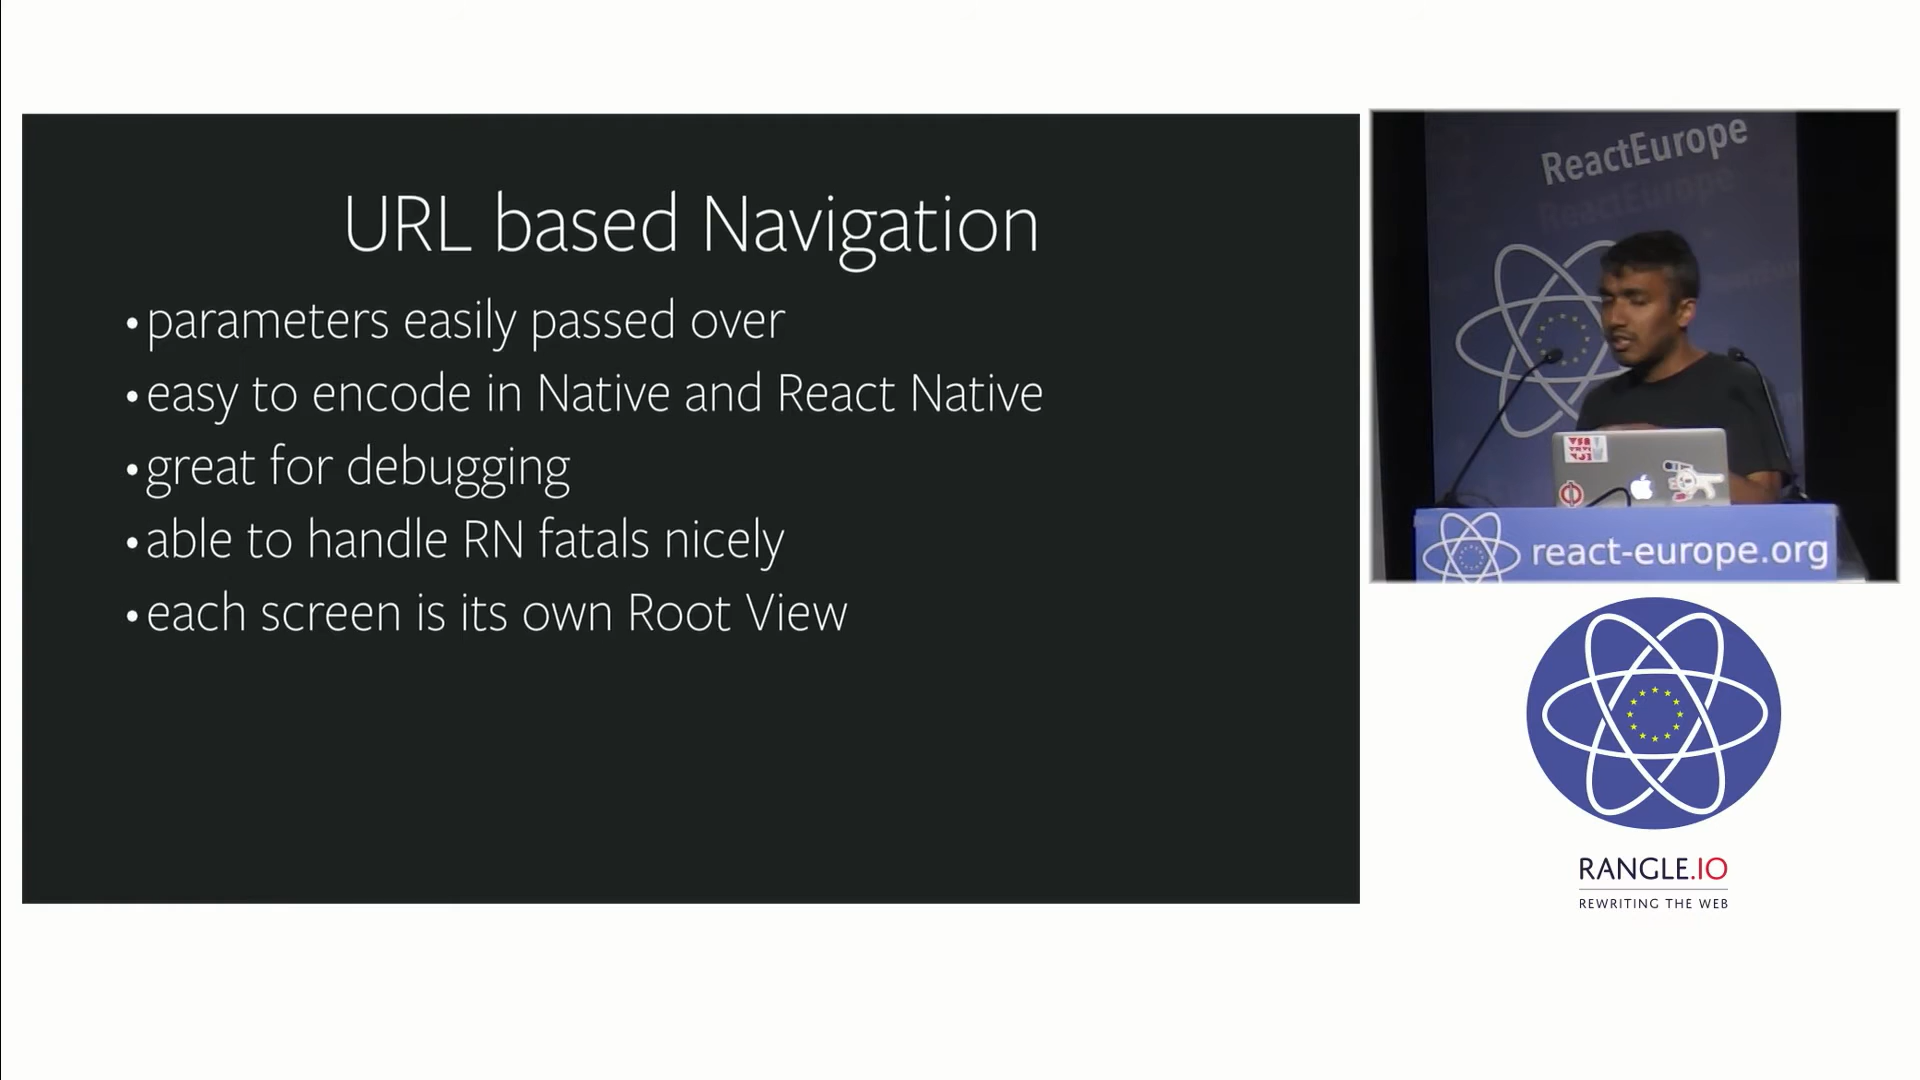 URL based Navigation
•parameters easily passed over
•easy to encode in Native and React Native
•great for debugging
•able to handle RN fatals nicely
•each screen is its own Root View
ReactEurope
ReactEurope
react-europe.org
RANGLE.IO
REWRITING THE WEB